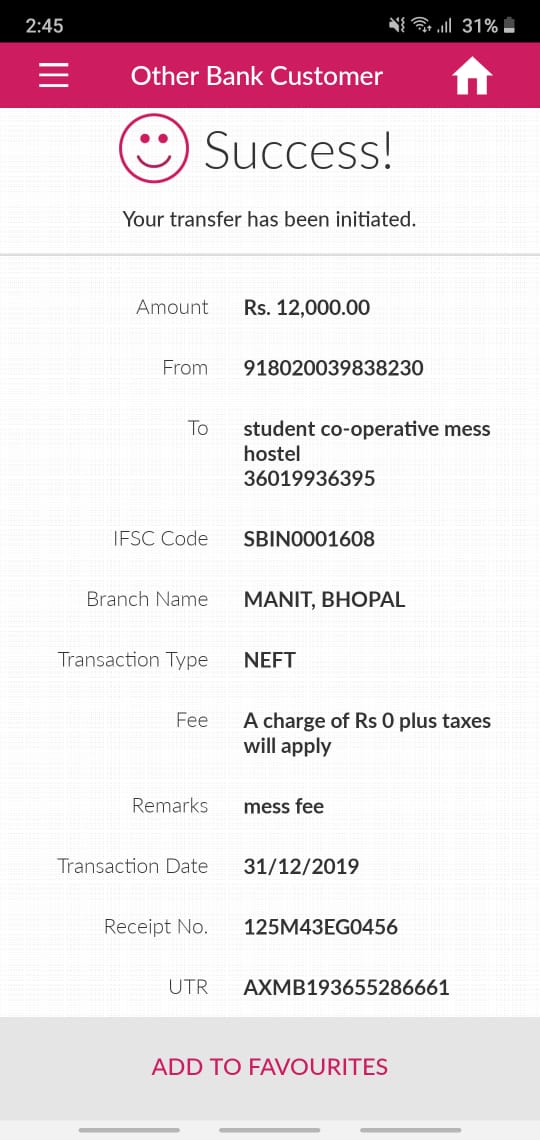 2:45 31%
Other Bank Customer
Success!
Your transfer has been initiated.
Amount Rs. 12,000.00
From 918020039838230
To student co-operative mess
hostel
36019936395
IFSC Code SBIN0001608
Branch Name MANIT, BHOPAL
Transaction Type NEFT
Fee A charge of Rs 0 plus taxes
will apply
Remarks mess fee
Transaction Date 31/12/2019
Receipt No. 125M43EG0456
UTR AXMB193655286661
ADD TO FAVOURITES